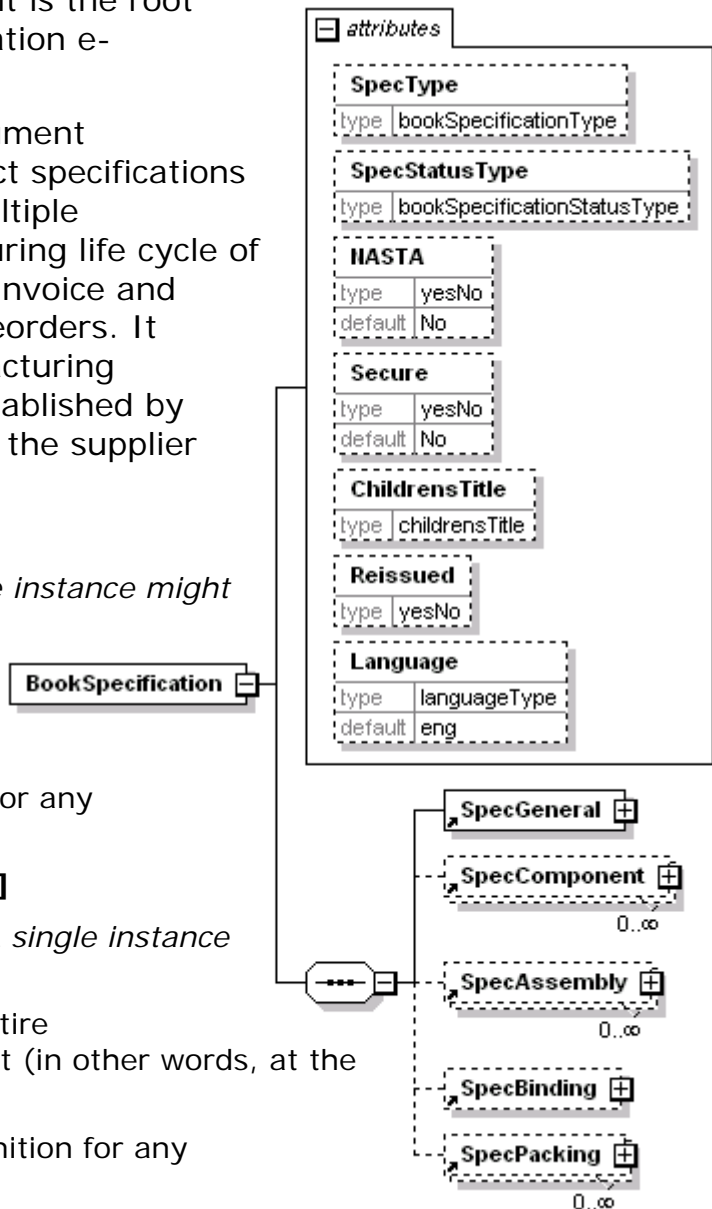 t is the root
ation e-
ument
ct specifications
ltiple
uring life cycle of
invoice and
eorders. It
cturing
tablished by
the supplier
e instance might
or any
]
single instance
tire
t (in other words, at the
nition for any
attributes
SpecType
type bookSpecificationType
SpecStatusType
type bookSpecificationStatusType
NASTA
type yesNo
default No
Secure
type yesNo
default No
ChildrensTitle
type childrensTitle
Reissued
type yesNo
Language
type languageType
default eng
BookSpecification
SpecGeneral
SpecComponent
0..∞
SpecAssembly
0..∞
SpecBinding
SpecPacking
0..∞